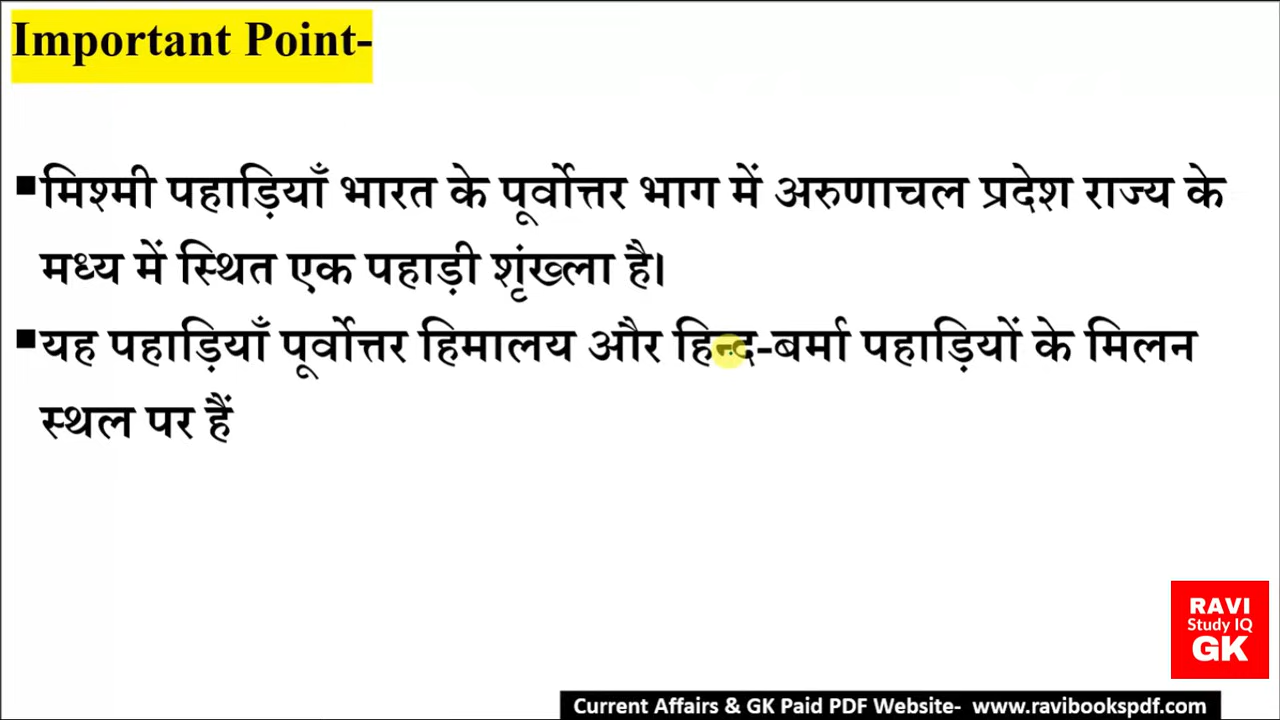 Important Point-
▪मिश्मी पहाड़ियाँ भारत के पूर्वोत्तर भाग में अरुणाचल प्रदेश राज्य के
मध्य में स्थित एक पहाड़ी शृंख्ला है।
▪यह पहाड़ियाँ पूर्वोत्तर हिमालय और हिन्द-बर्मा पहाड़ियों के मिलन
स्थल पर हैं
RAVI
Study IQ
GK
Current Affairs & GK Paid PDF Website- www.ravibookspdf.com